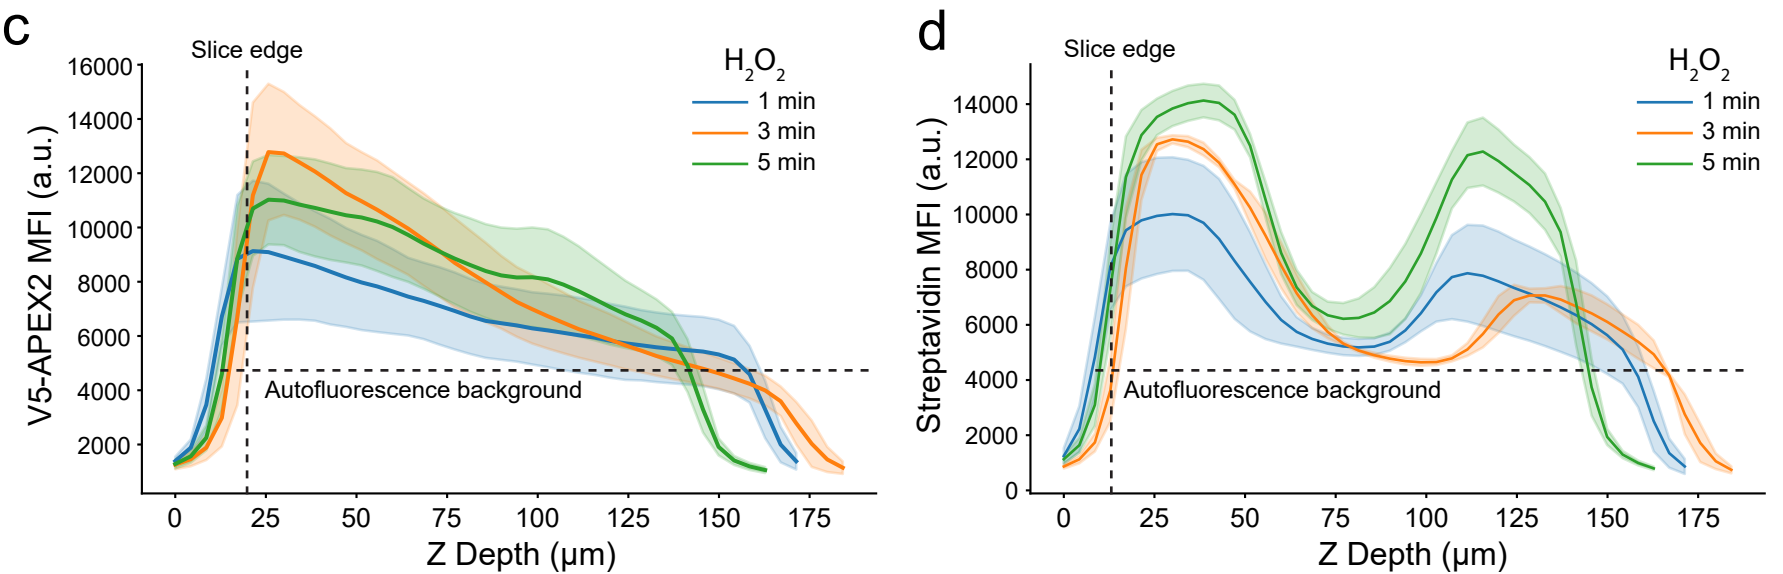 c
Slice edge
H2O2
1 min
3 min
5 min
16000
14000
12000
10000
8000
6000
4000
2000
V5-APEX2 MFI (a.u.)
Autofluorescence background
0 25 50 75 100 125 150 175
Z Depth (µm)
d
Slice edge
H2O2
1 min
3 min
5 min
14000
12000
10000
8000
6000
4000
2000
0
Streptavidin MFI (a.u.)
Autofluorescence background
0 25 50 75 100 125 150 175
Z Depth (µm)